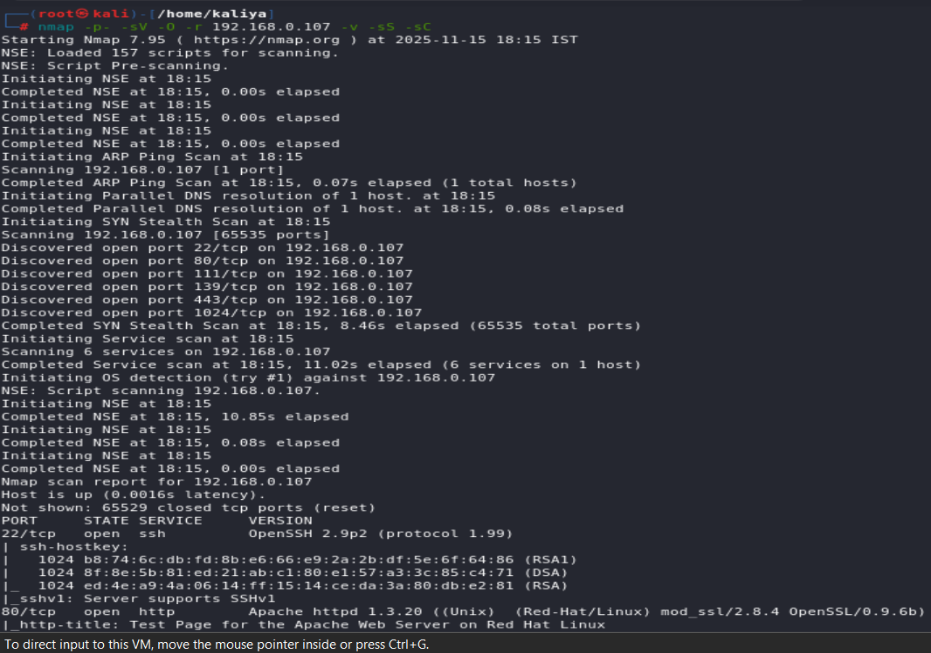 (root㉿kali)-[/home/kaliya]
# nmap -p- -sV -O -r 192.168.0.107 -v -sS -sC
Starting Nmap 7.95 ( https://nmap.org ) at 2025-11-15 18:15 IST
NSE: Loaded 157 scripts for scanning.
NSE: Script Pre-scanning.
Initiating NSE at 18:15
Completed NSE at 18:15, 0.00s elapsed
Initiating NSE at 18:15
Completed NSE at 18:15, 0.00s elapsed
Initiating NSE at 18:15
Completed NSE at 18:15, 0.00s elapsed
Initiating ARP Ping Scan at 18:15
Scanning 192.168.0.107 [1 port]
Completed ARP Ping Scan at 18:15, 0.07s elapsed (1 total hosts)
Initiating Parallel DNS resolution of 1 host. at 18:15
Completed Parallel DNS resolution of 1 host. at 18:15, 0.08s elapsed
Initiating SYN Stealth Scan at 18:15
Scanning 192.168.0.107 [65535 ports]
Discovered open port 22/tcp on 192.168.0.107
Discovered open port 80/tcp on 192.168.0.107
Discovered open port 111/tcp on 192.168.0.107
Discovered open port 139/tcp on 192.168.0.107
Discovered open port 443/tcp on 192.168.0.107
Discovered open port 1024/tcp on 192.168.0.107
Completed SYN Stealth Scan at 18:15, 8.46s elapsed (65535 total ports)
Initiating Service scan at 18:15
Scanning 6 services on 192.168.0.107
Completed Service scan at 18:15, 11.02s elapsed (6 services on 1 host)
Initiating OS detection (try #1) against 192.168.0.107
NSE: Script scanning 192.168.0.107.
Initiating NSE at 18:15
Completed NSE at 18:15, 10.85s elapsed
Initiating NSE at 18:15
Completed NSE at 18:15, 0.08s elapsed
Initiating NSE at 18:15
Completed NSE at 18:15, 0.00s elapsed
Nmap scan report for 192.168.0.107
Host is up (0.0016s latency).
Not shown: 65529 closed tcp ports (reset)
PORT     STATE SERVICE     VERSION
22/tcp   open  ssh         OpenSSH 2.9p2 (protocol 1.99)
| ssh-hostkey:
|   1024 b8:74:6c:db:fd:8b:e6:66:e9:2a:2b:df:5e:6f:64:86 (RSA1)
|   1024 8f:8e:5b:81:ed:21:ab:c1:80:e1:57:a3:3c:85:c4:71 (DSA)
|_  1024 ed:4e:a9:4a:06:14:ff:15:14:ce:da:3a:80:db:e2:81 (RSA)
|_sshv1: Server supports SSHv1
80/tcp   open  http        Apache httpd 1.3.20 ((Unix)  (Red-Hat/Linux) mod_ssl/2.8.4 OpenSSL/0.9.6b)
|_http-title: Test Page for the Apache Web Server on Red Hat Linux
To direct input to this VM, move the mouse pointer inside or press Ctrl+G.